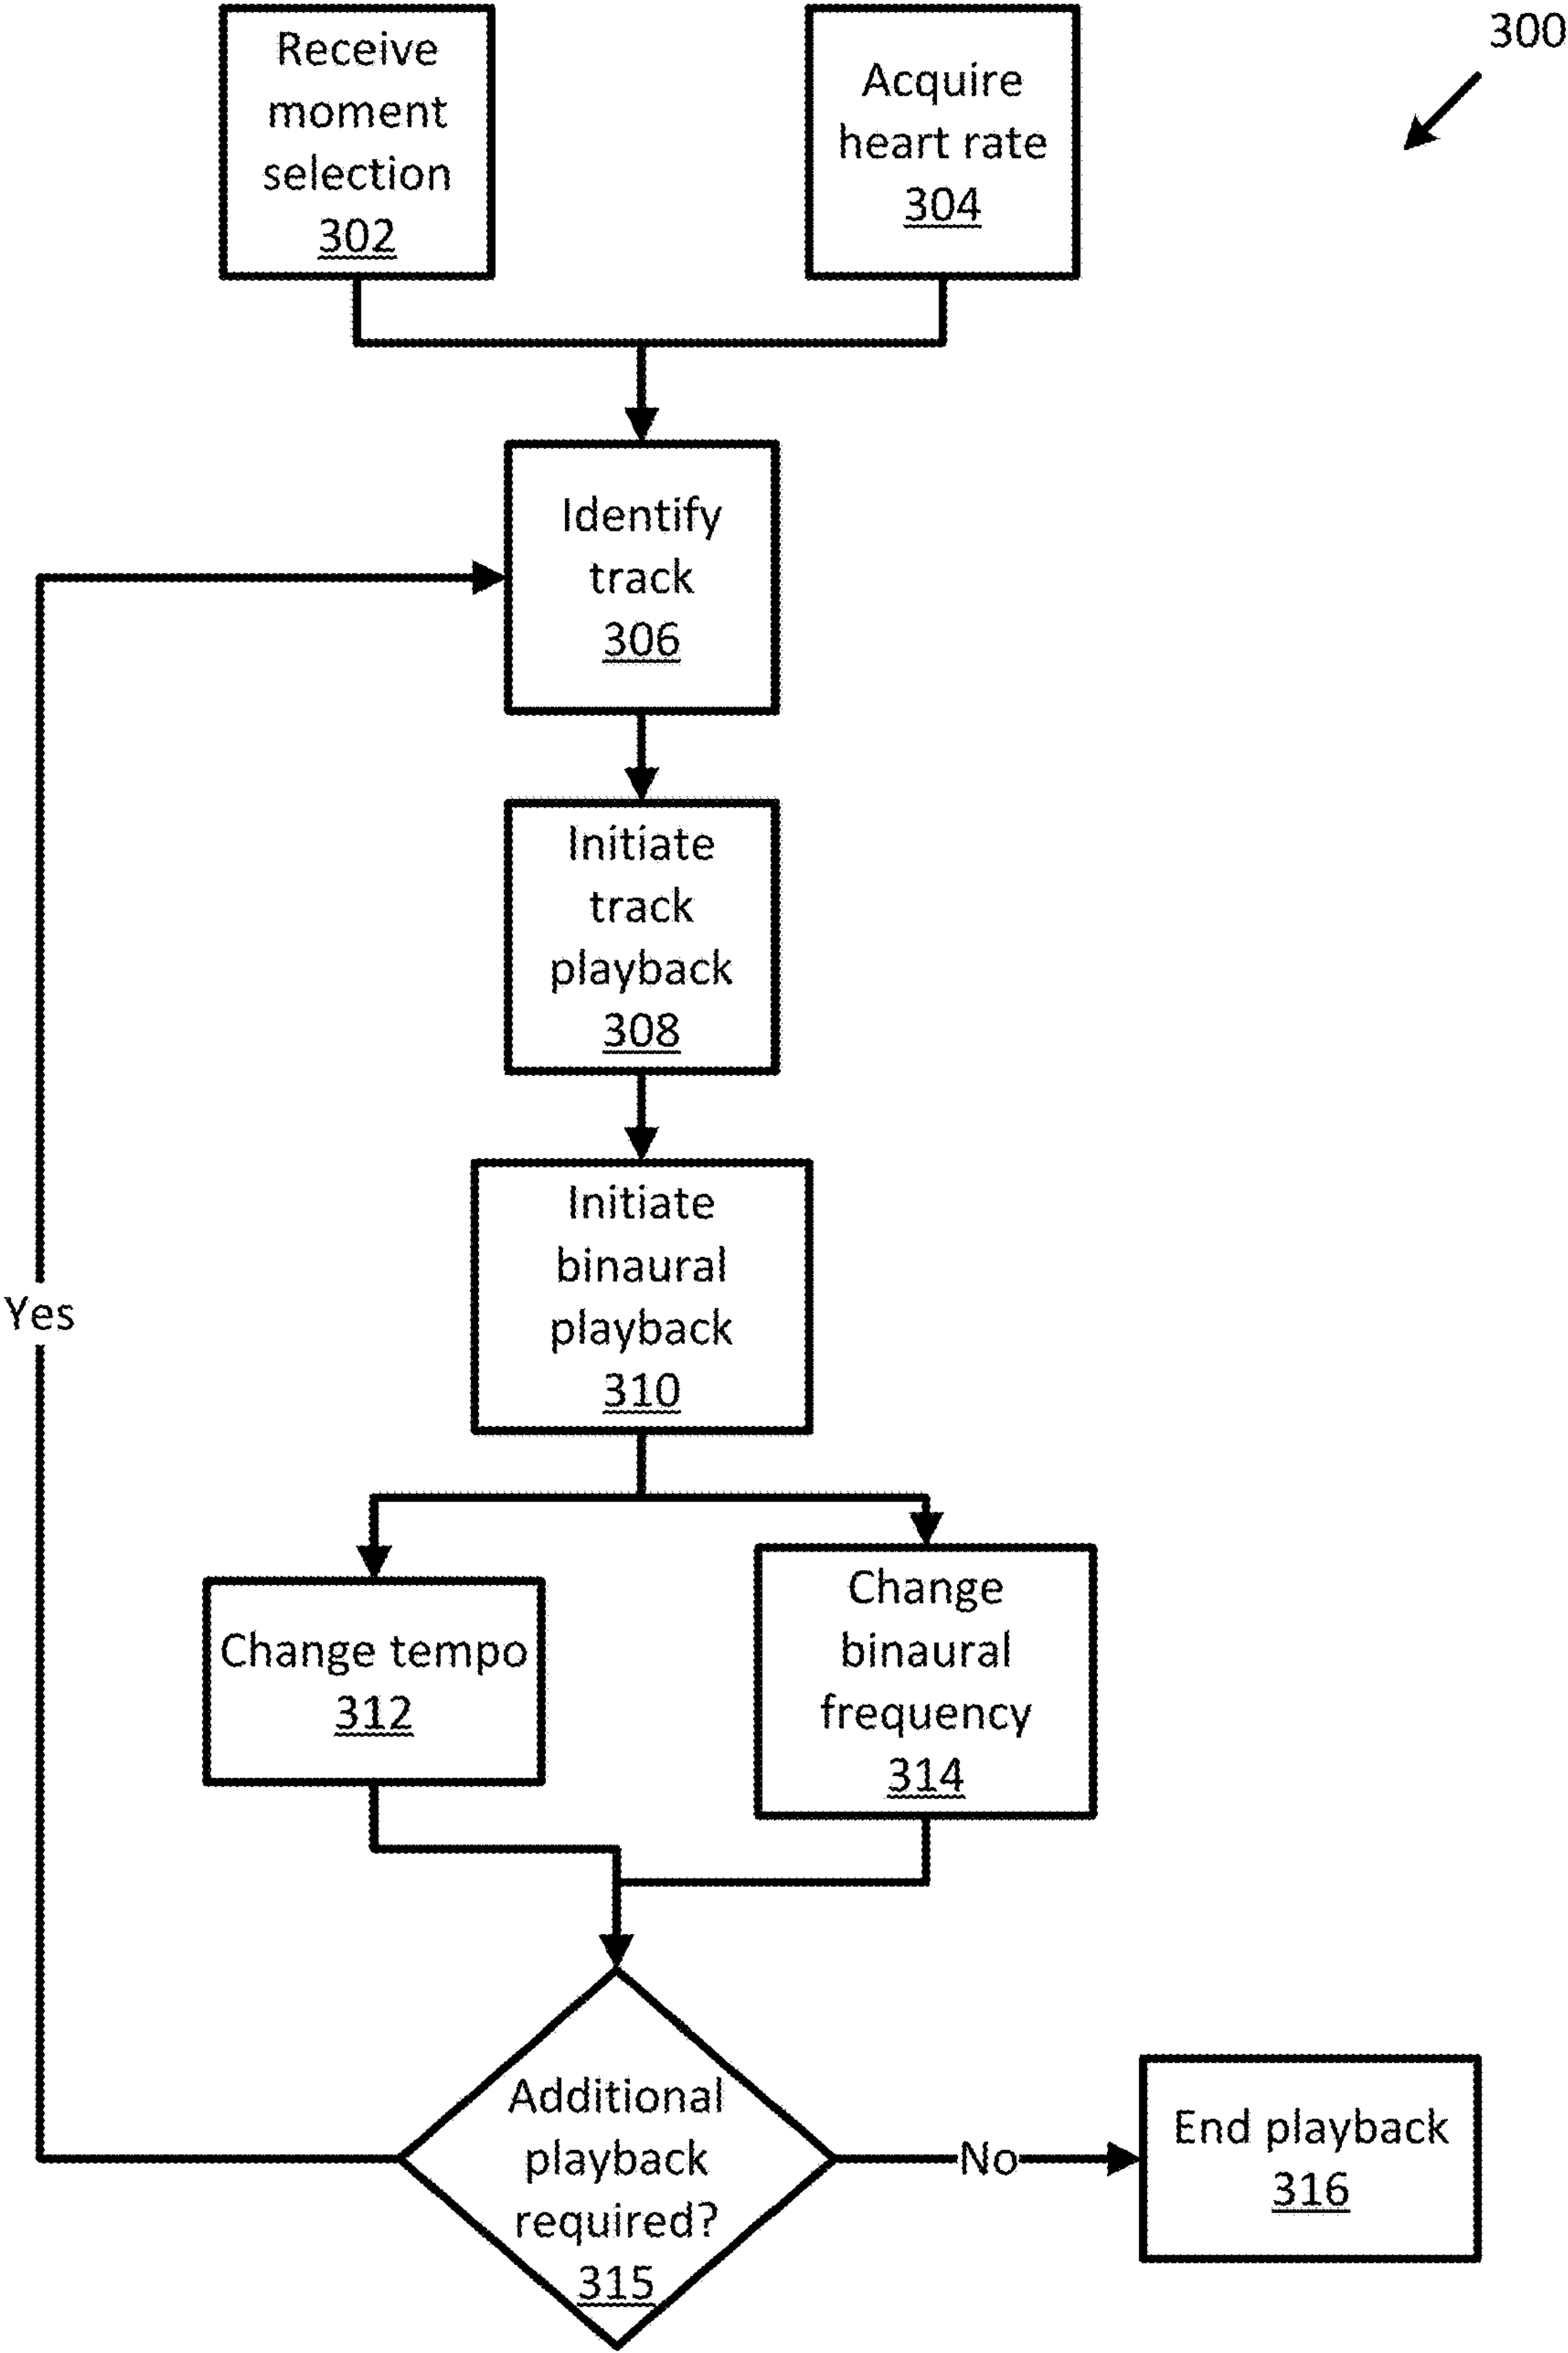 300
Receive
moment
selection
302
Acquire
heart rate
304
Identify
track
306
Initiate
track
playback
308
Initiate
binaural
playback
310
Yes
Change tempo
312
Change
binaural
frequency
314
Additional
playback
required?
315
No
End playback
316